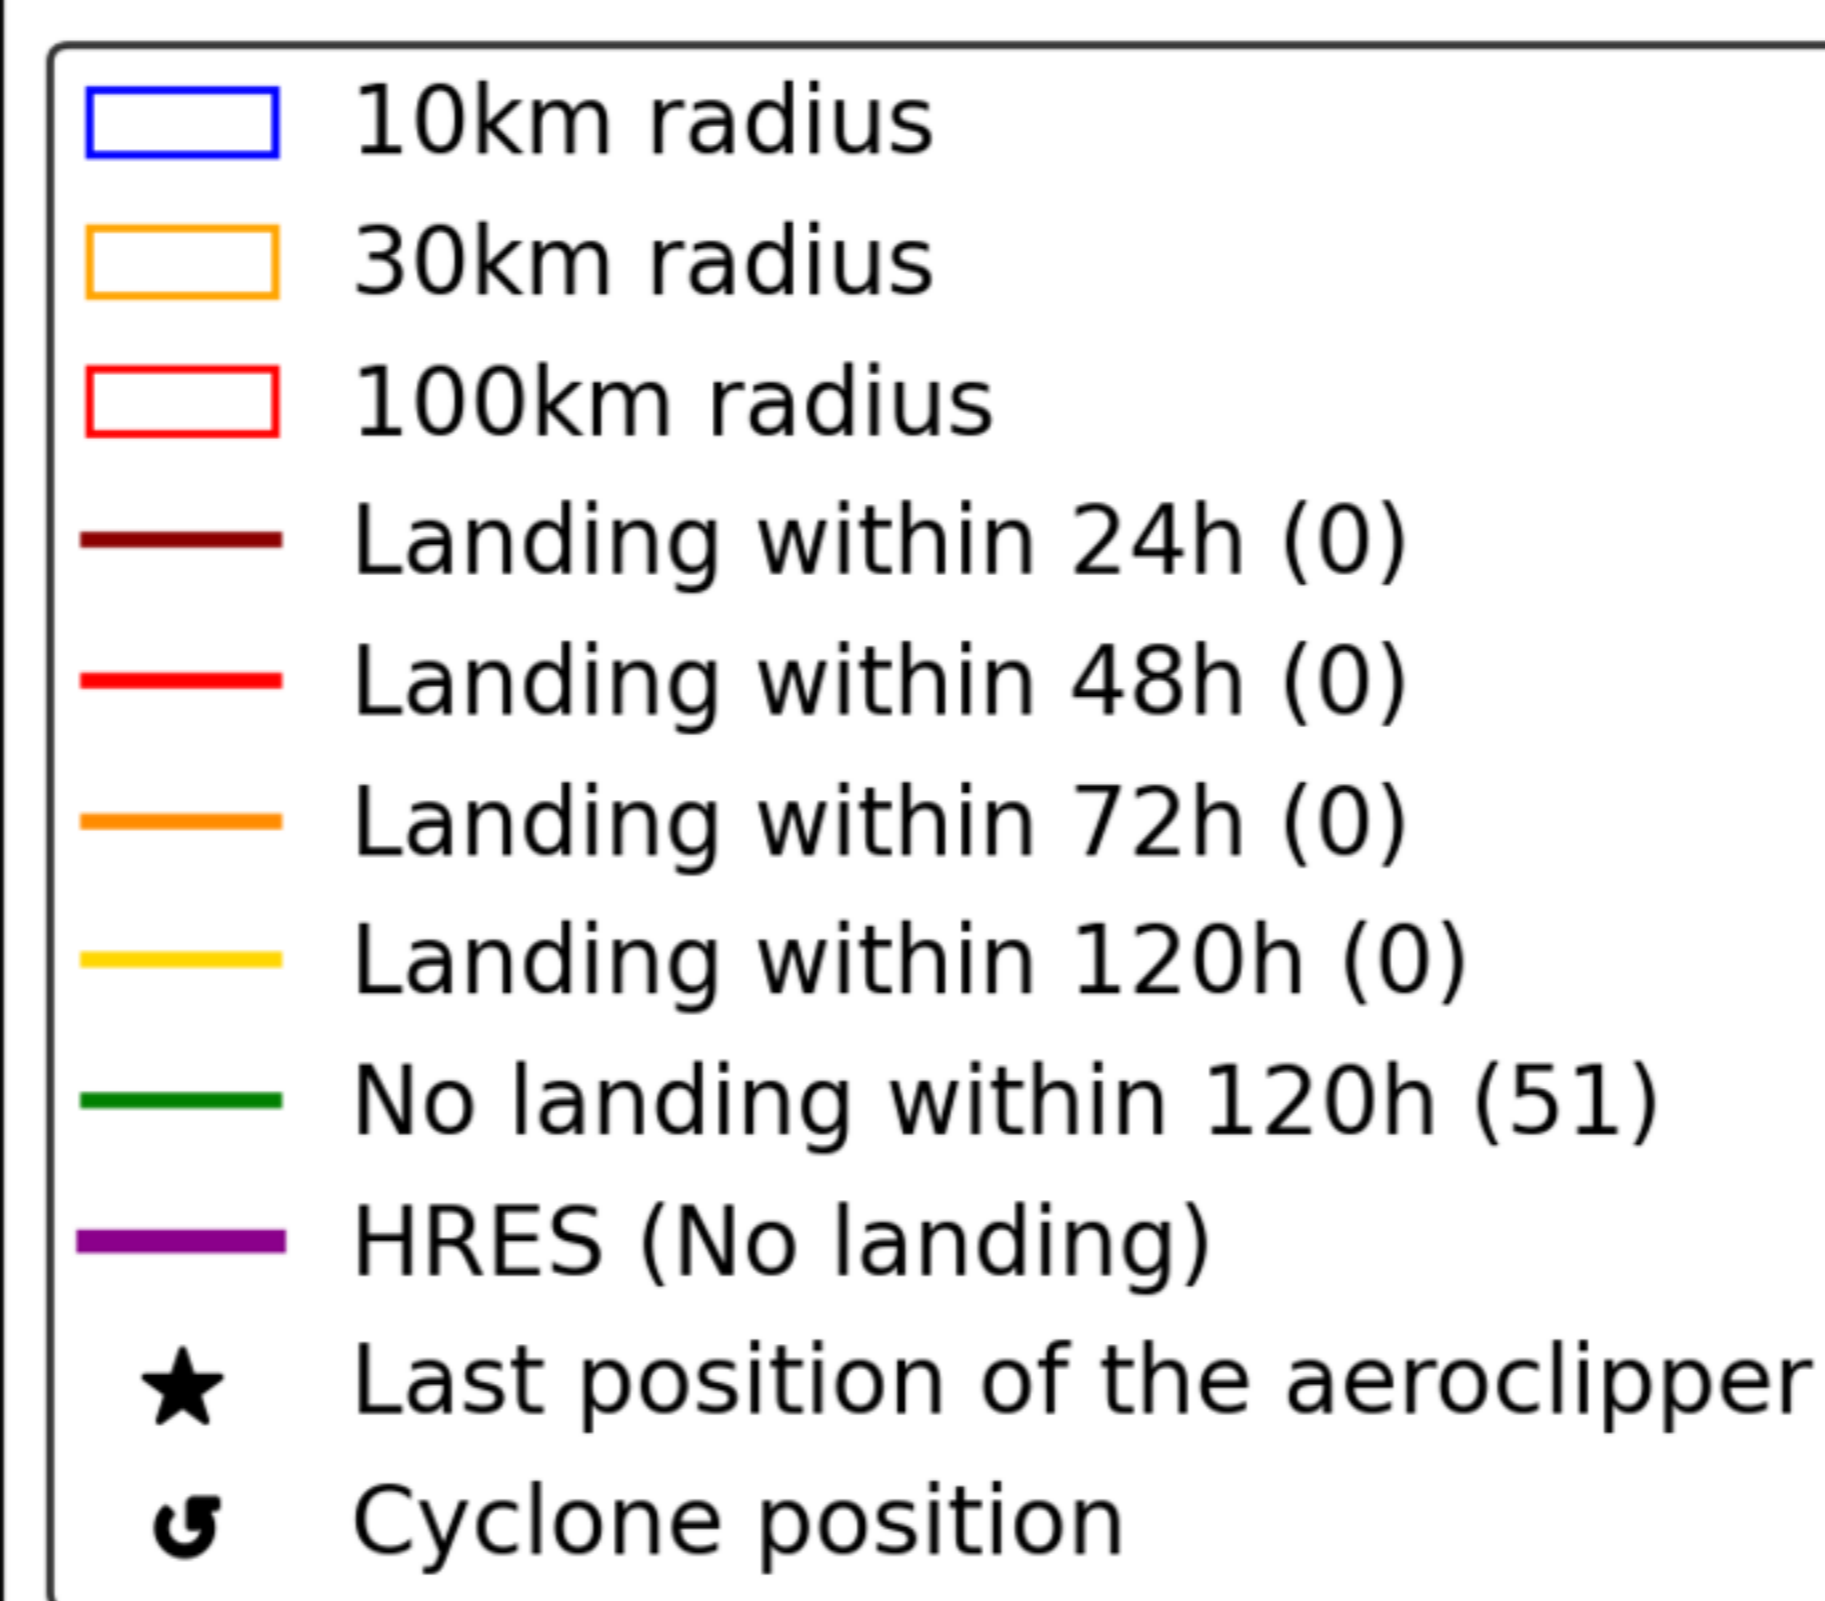 10km radius
30km radius
100km radius
Landing within 24h (0)
Landing within 48h (0)
Landing within 72h (0)
Landing within 120h (0)
No landing within 120h (51)
HRES (No landing)
Last position of the aeroclipper
Cyclone position